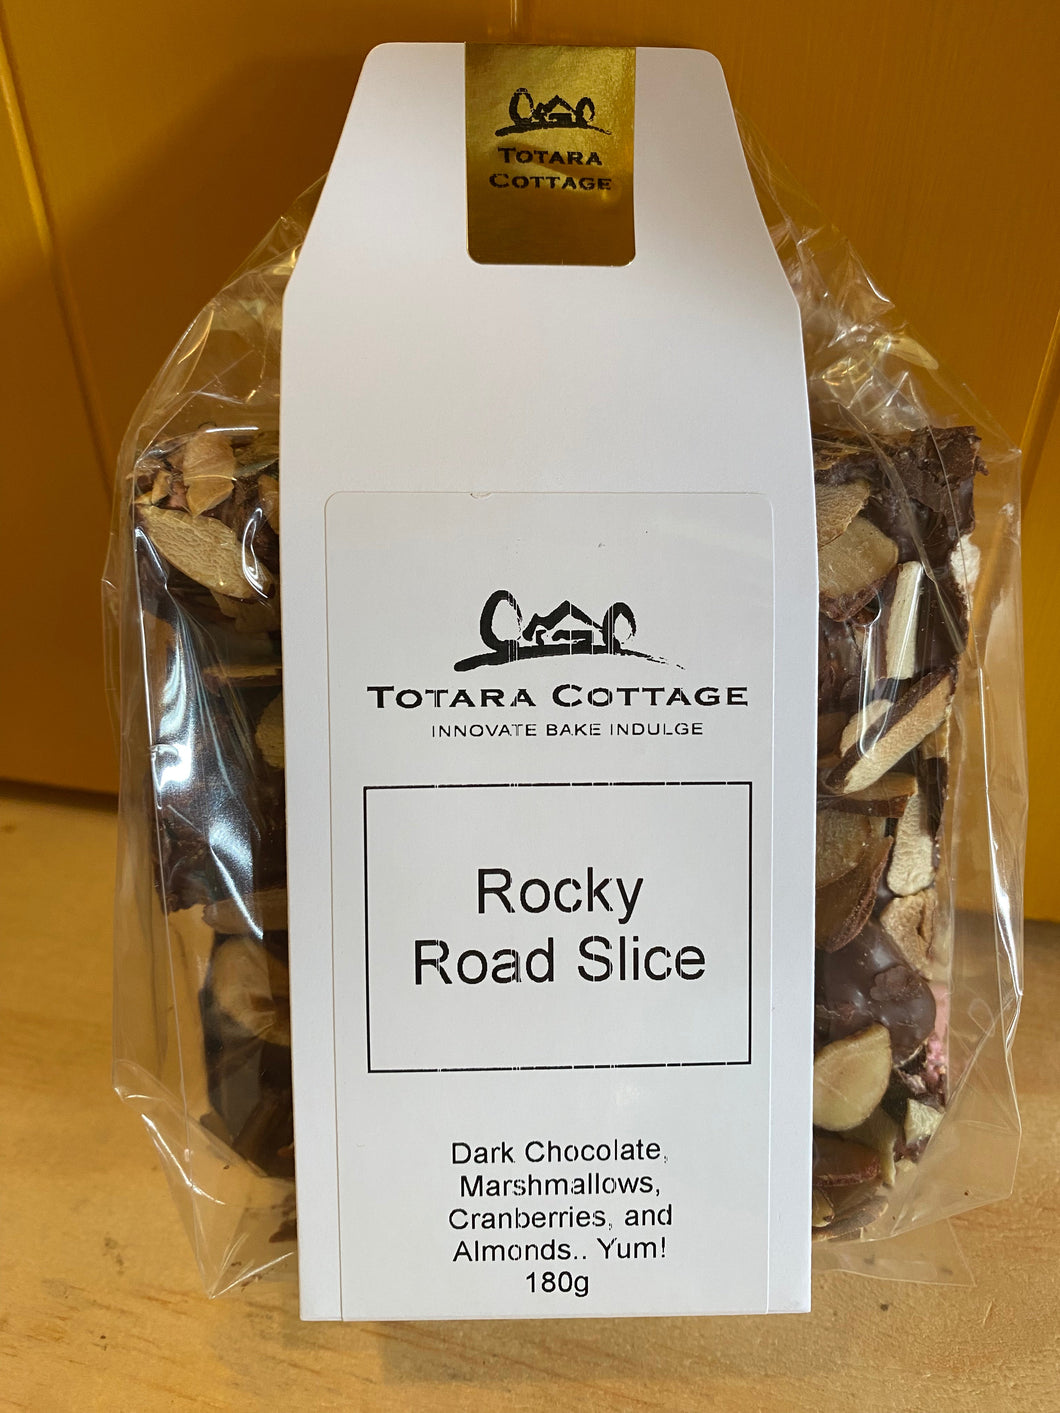 TOTARA
COTTAGE
TOTARA COTTAGE
INNOVATE BAKE INDULGE
Rocky
Road Slice
Dark Chocolate,
Marshmallows,
Cranberries, and
Almonds.. Yum!
180g